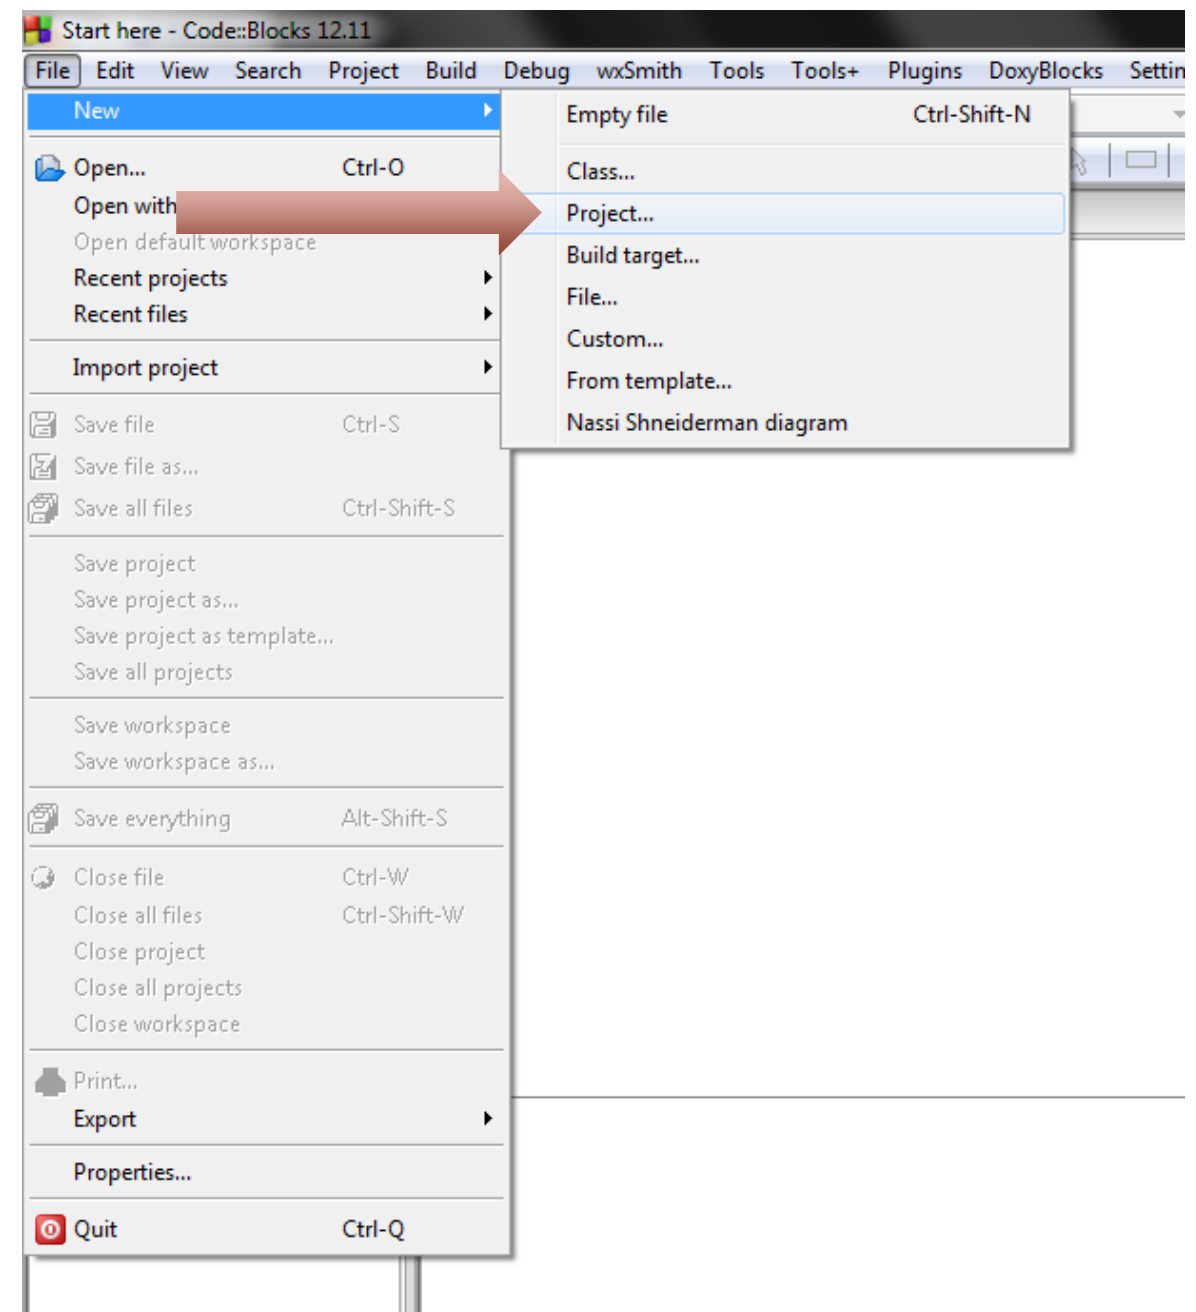 Start here - Code::Blocks 12.11
File Edit View Search Project Build Debug wxSmith Tools Tools+ Plugins DoxyBlocks Settin
New
Empty file Ctrl-Shift-N
Open... Ctrl-O
Class...
Open with
Project...
Open default workspace
Build target...
Recent projects
File...
Recent files
Custom...
Import project
From template...
Save file Ctrl-S
Nassi Shneiderman diagram
Save file as...
Save all files Ctrl-Shift-S
Save project
Save project as...
Save project as template...
Save all projects
Save workspace
Save workspace as...
Save everything Alt-Shift-S
Close file Ctrl-W
Close all files Ctrl-Shift-W
Close project
Close all projects
Close workspace
Print...
Export
Properties...
Quit Ctrl-Q